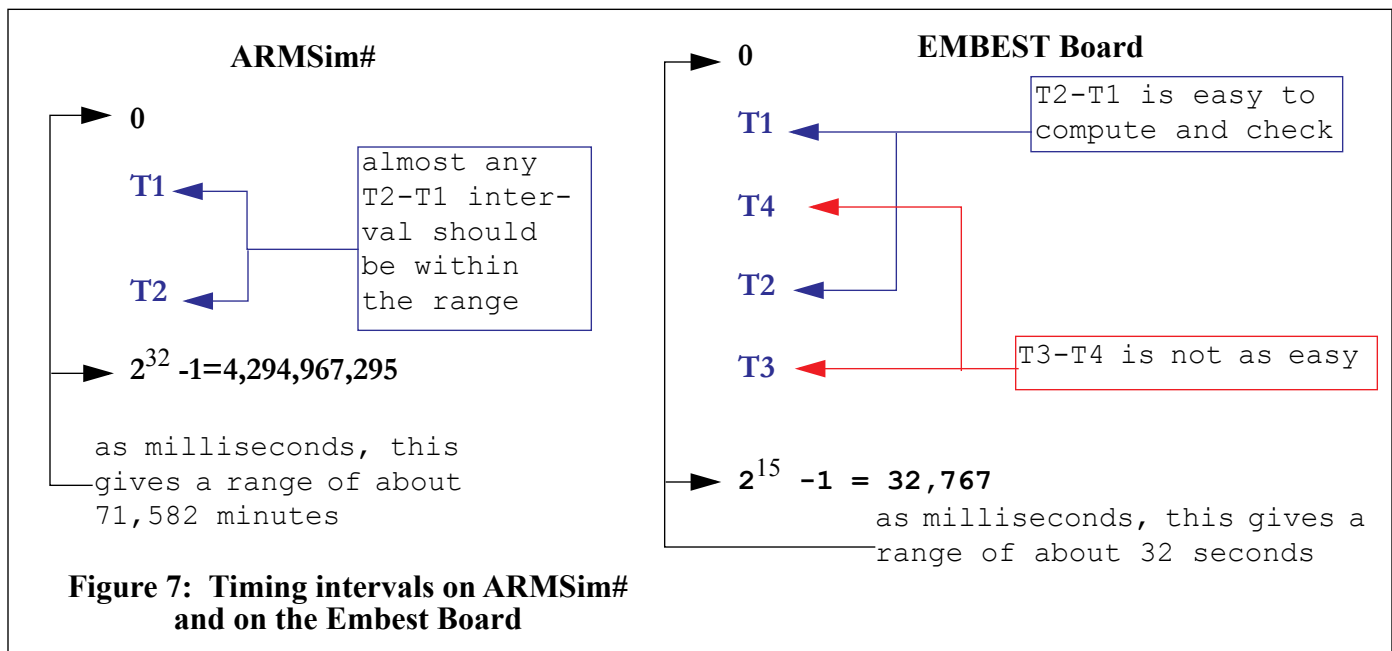 ARMSim#
0
T1
T2
almost any
T2-T1 inter-
val should
be within
the range
2^32 -1=4,294,967,295
as milliseconds, this
gives a range of about
71,582 minutes
EMBEST Board
0
T1
T4
T2
T3
T2-T1 is easy to
compute and check
T3-T4 is not as easy
2^15 -1 = 32,767
as milliseconds, this gives a
range of about 32 seconds
Figure 7: Timing intervals on ARMSim#
and on the Embest Board